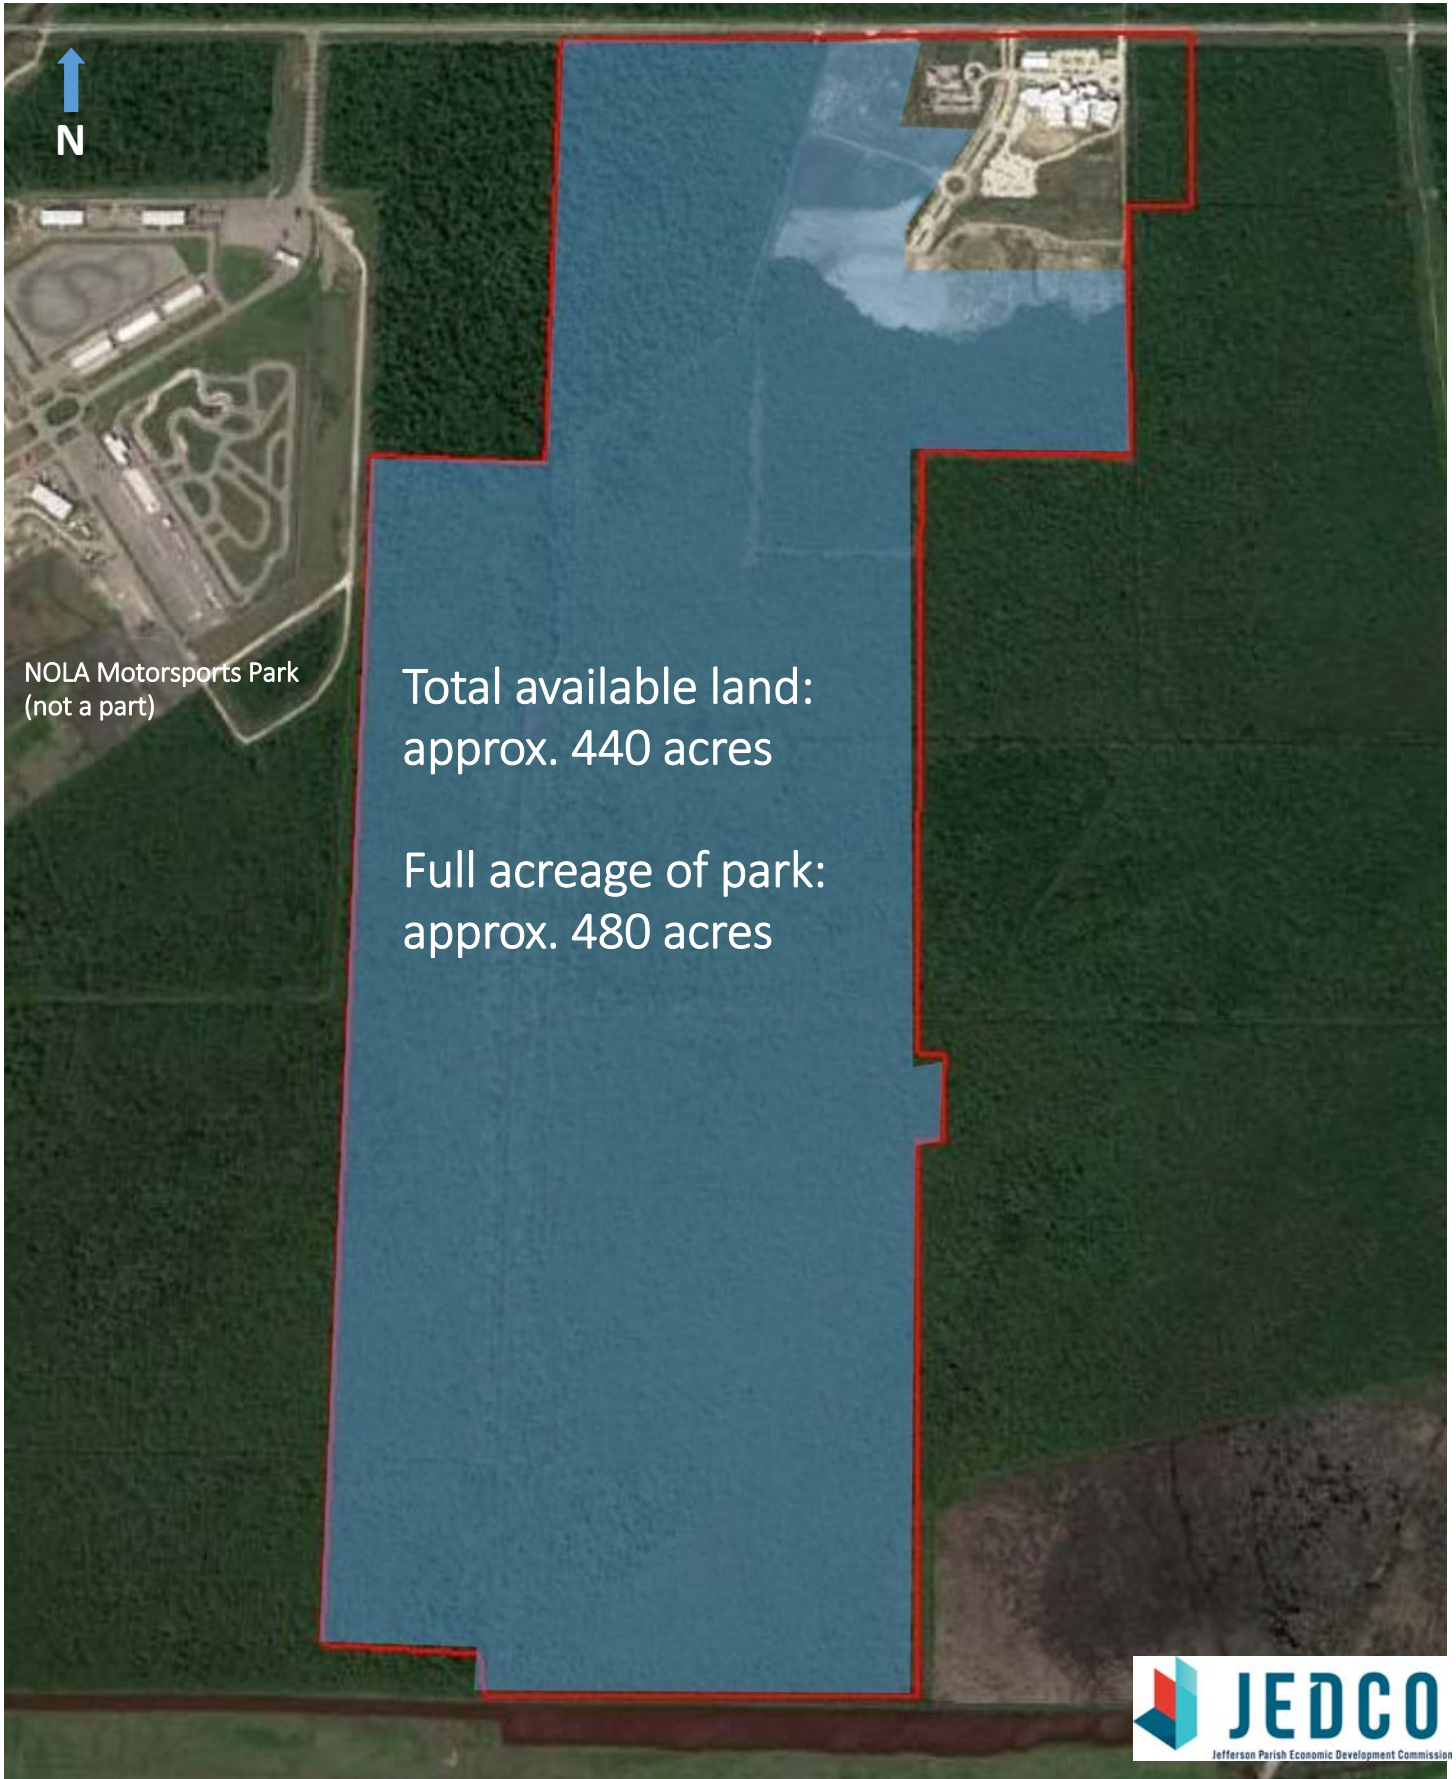 N
NOLA Motorsports Park
(not a part)
Total available land:
approx. 440 acres
Full acreage of park:
approx. 480 acres
JEDCO
Jefferson Parish Economic Development Commission